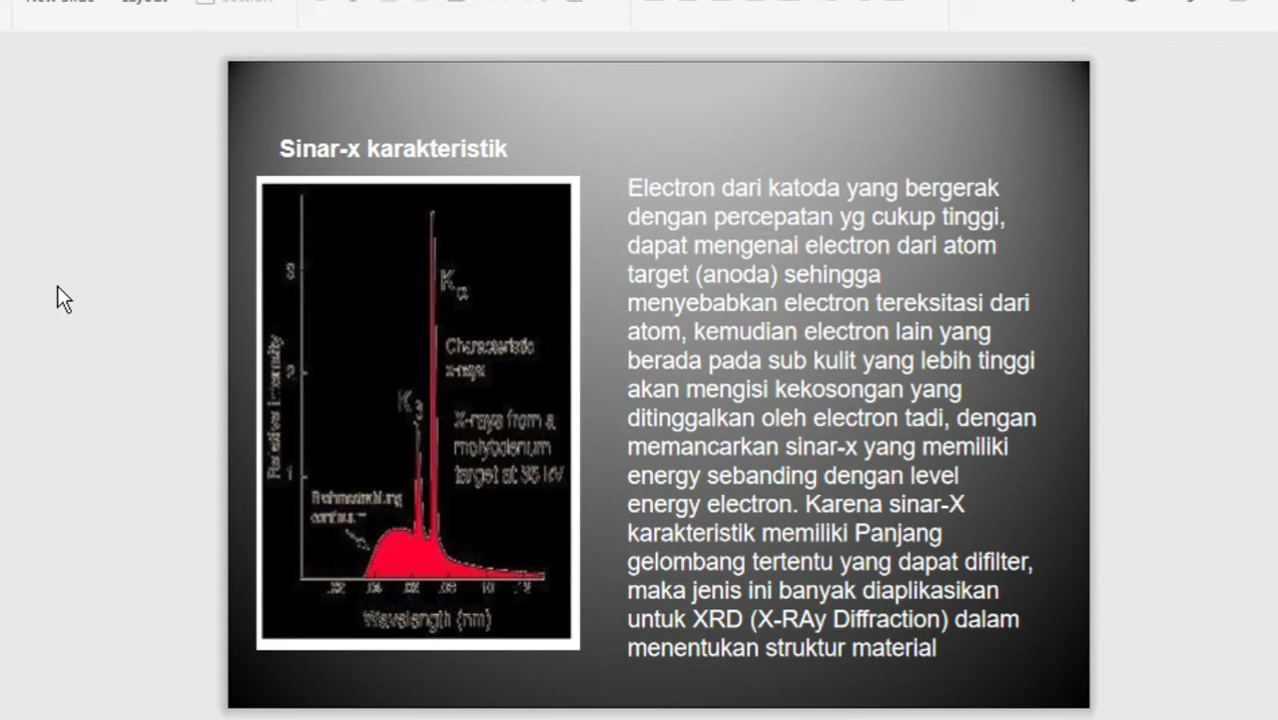 Sinar-x karakteristik
Electron dari katoda yang bergerak
dengan percepatan yg cukup tinggi,
dapat mengenai electron dari atom
target (anoda) sehingga
menyebabkan electron tereksitasi dari
atom, kemudian electron lain yang
berada pada sub kulit yang lebih tinggi
akan mengisi kekosongan yang
ditinggalkan oleh electron tadi, dengan
memancarkan sinar-x yang memiliki
energy sebanding dengan level
energy electron. Karena sinar-X
karakteristik memiliki Panjang
gelombang tertentu yang dapat difilter,
maka jenis ini banyak diaplikasikan
untuk XRD (X-RAy Diffraction) dalam
menentukan struktur material
Relative Intensity
3
2
1
Kα
Characteristic
x-rays
Kβ
X-rays from a
molybdenum
target at 35 kV
Wavelength (nm)